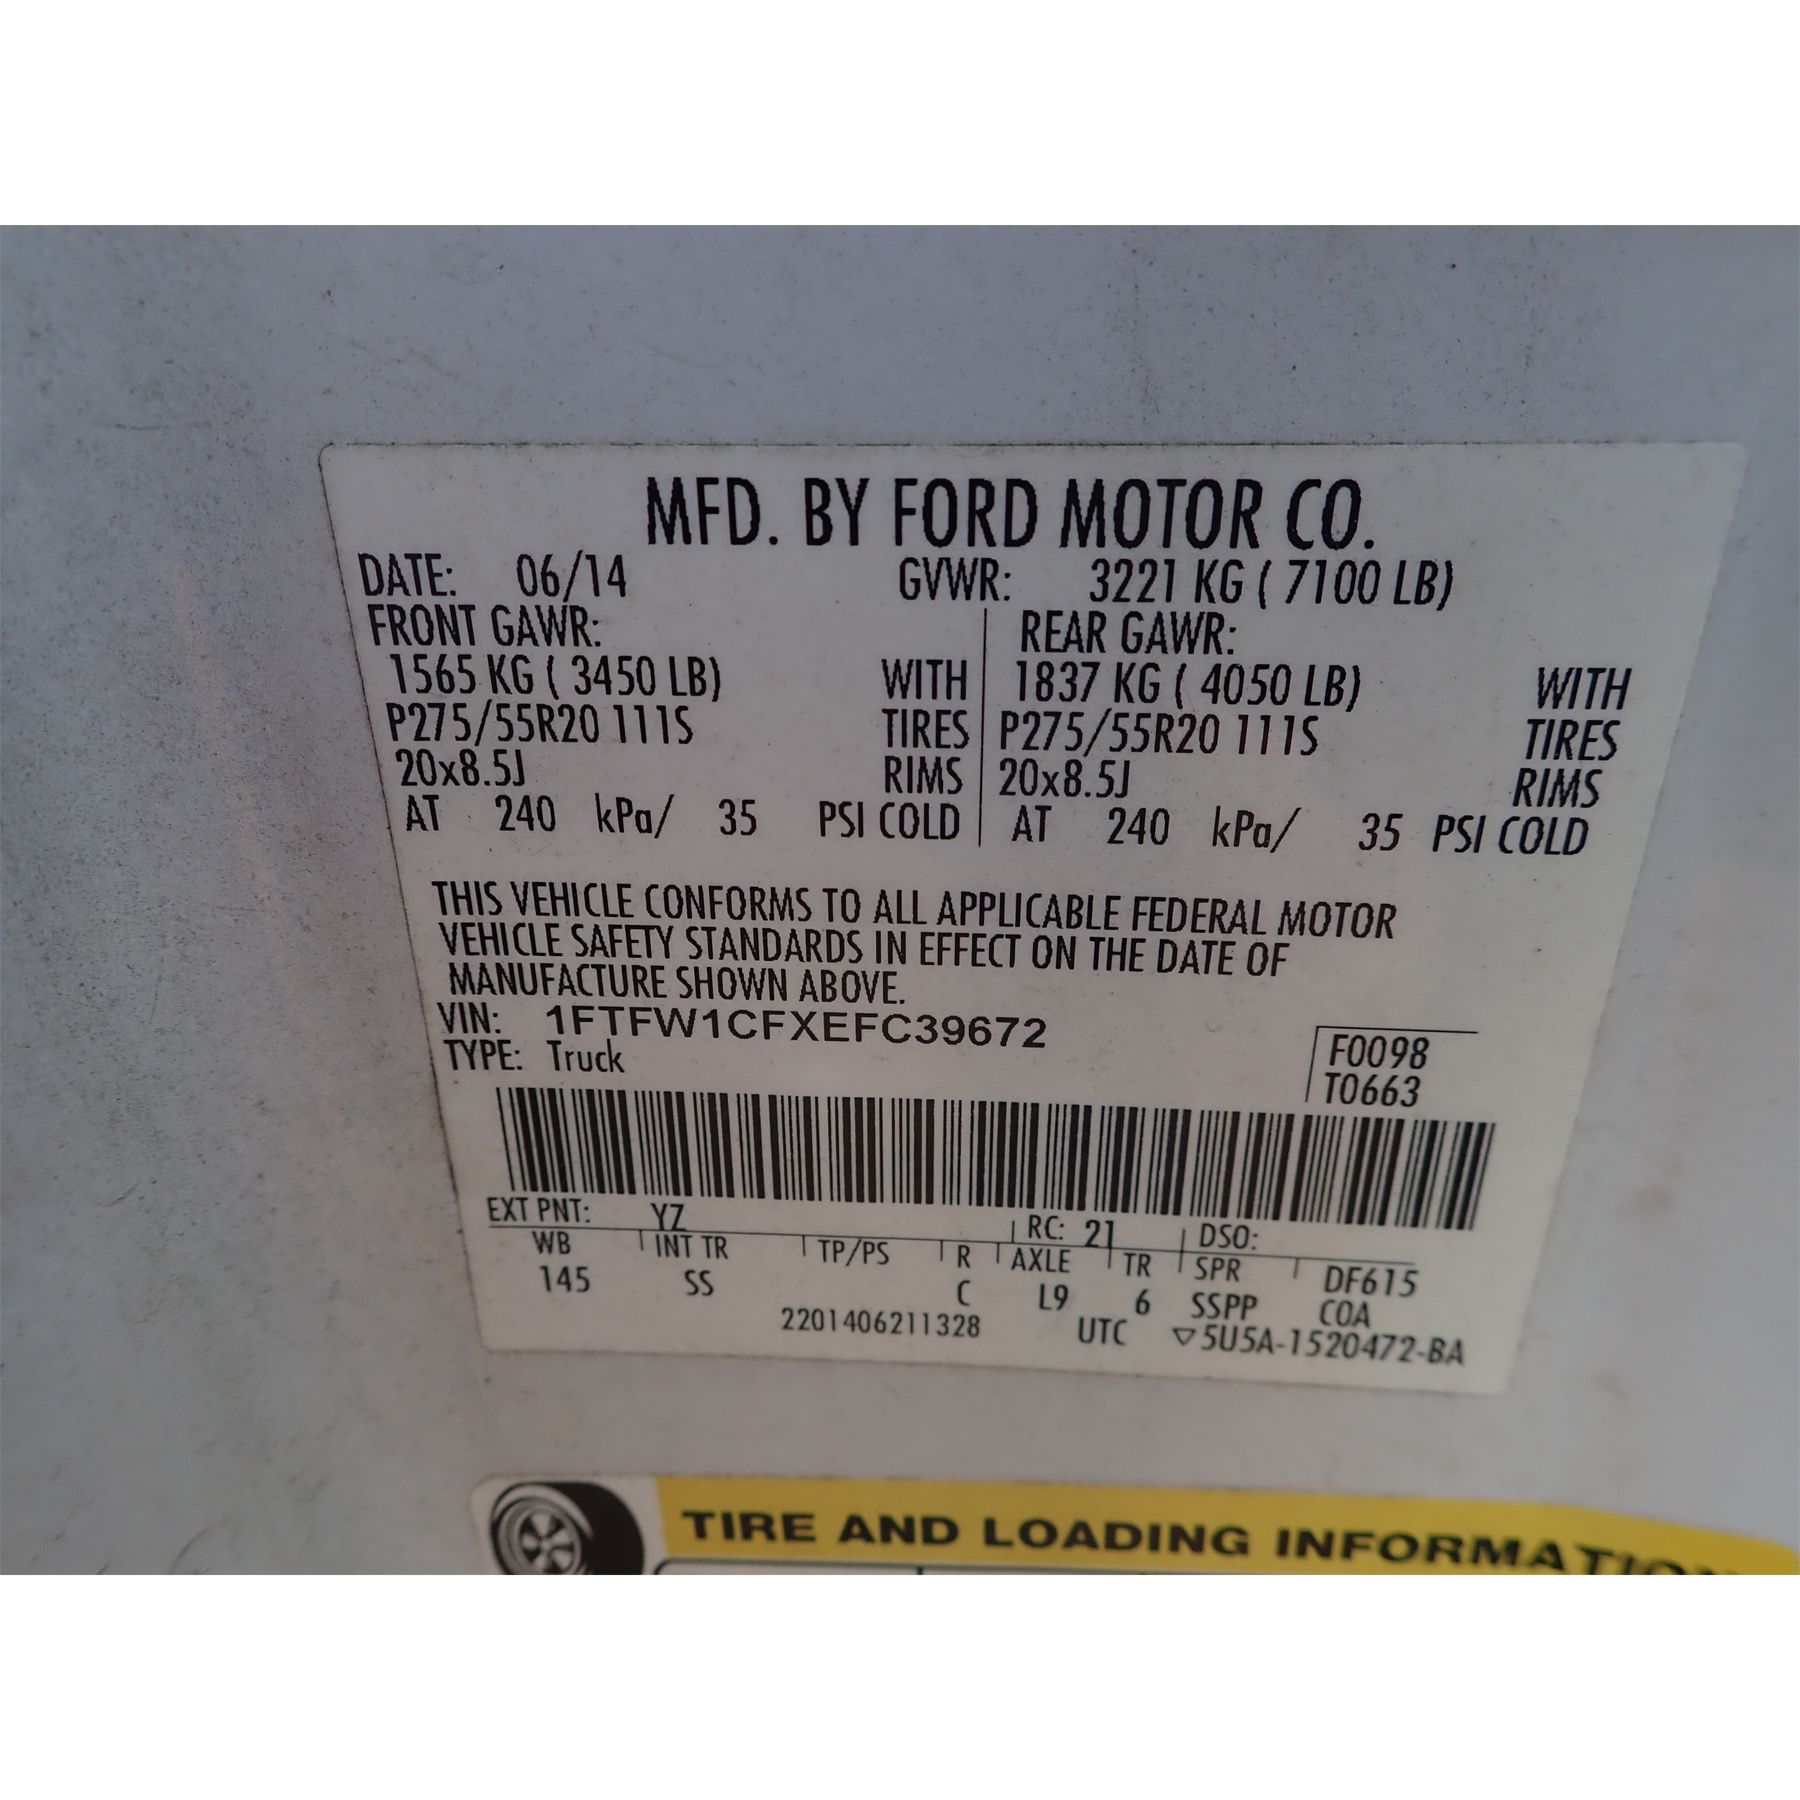 MFD. BY FORD MOTOR CO.
DATE: 06/14 GVWR: 3221 KG ( 7100 LB)
FRONT GAWR: REAR GAWR:
1565 KG ( 3450 LB) WITH 1837 KG ( 4050 LB) WITH
P275/55R20 111S TIRES P275/55R20 111S TIRES
20x8.5J RIMS 20x8.5J RIMS
AT 240 kPa/ 35 PSI COLD AT 240 kPa/ 35 PSI COLD
THIS VEHICLE CONFORMS TO ALL APPLICABLE FEDERAL MOTOR
VEHICLE SAFETY STANDARDS IN EFFECT ON THE DATE OF
MANUFACTURE SHOWN ABOVE.
VIN: 1FTFW1CFXEFC39672
TYPE: Truck
F0098
T0663
EXT PNT: YZ RC: 21 DSO:
WB INT TR TP/PS R AXLE TR SPR DF615
145 SS C L9 6 SSPP COA
2201406211328 UTC ▽5U5A-1520472-BA
TIRE AND LOADING INFORMATION